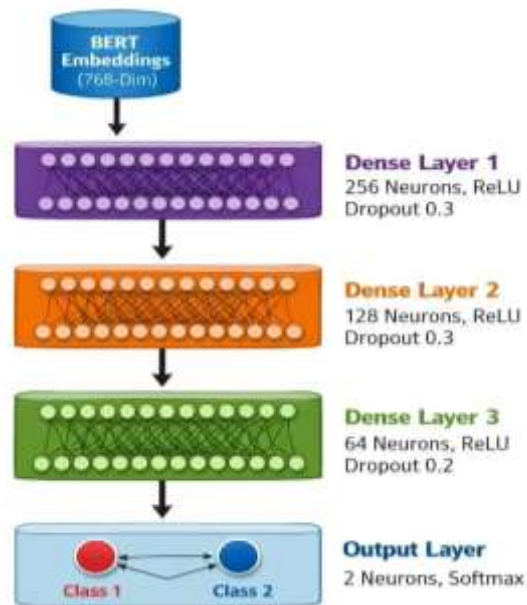 BERT
Embeddings
(768-Dim)
Dense Layer 1
256 Neurons, ReLU
Dropout 0.3
Dense Layer 2
128 Neurons, ReLU
Dropout 0.3
Dense Layer 3
64 Neurons, ReLU
Dropout 0.2
Output Layer
2 Neurons, Softmax
Class 1
Class 2